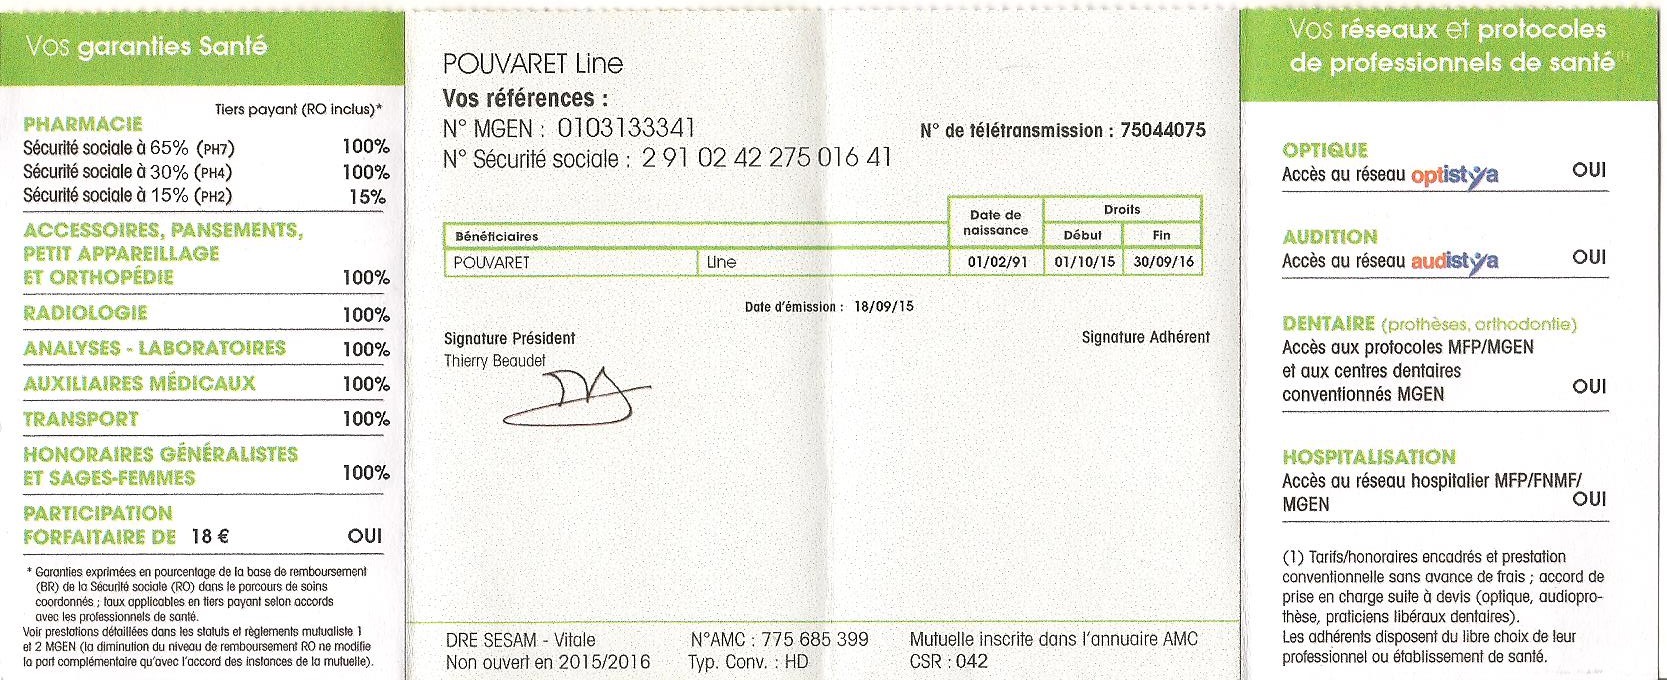 Vos garanties Santé
Tiers payant (RO inclus)*
PHARMACIE
Sécurité sociale à 65% (PH7) 100%
Sécurité sociale à 30% (PH4) 100%
Sécurité sociale à 15% (PH2) 15%
ACCESSOIRES, PANSEMENTS,
PETIT APPAREILLAGE
ET ORTHOPÉDIE 100%
RADIOLOGIE 100%
ANALYSES - LABORATOIRES 100%
AUXILIAIRES MÉDICAUX 100%
TRANSPORT 100%
HONORAIRES GÉNÉRALISTES
ET SAGES-FEMMES 100%
PARTICIPATION
FORFAITAIRE DE 18 € OUI
* Garanties exprimées en pourcentage de la base de remboursement
(BR) de la Sécurité sociale (RO) dans le parcours de soins
coordonnés ; taux applicables en tiers payant selon accords
avec les professionnels de santé.
Voir prestations détaillées dans les statuts et règlements mutualiste 1
et 2 MGEN (la diminution du niveau de remboursement RO ne modifie
la part complémentaire qu'avec l'accord des instances de la mutuelle).
POUVARET Line
Vos références :
N° MGEN : 0103133341
N° de télétransmission : 75044075
N° Sécurité sociale : 2 91 02 42 275 016 41
Bénéficiaires
Date de
naissance
Droits
Début Fin
POUVARET Line 01/02/91 01/10/15 30/09/16
Date d'émission : 18/09/15
Signature Président
Signature Adhérent
Thierry Beaudet
DRE SESAM - Vitale N°AMC : 775 685 399 Mutuelle inscrite dans l'annuaire AMC
Non ouvert en 2015/2016 Typ. Conv. : HD CSR : 042
Vos réseaux et protocoles
de professionnels de santé(1)
OPTIQUE
Accès au réseau optistya OUI
AUDITION
Accès au réseau audistya OUI
DENTAIRE (prothèses, orthodontie)
Accès aux protocoles MFP/MGEN
et aux centres dentaires
conventionnés MGEN OUI
HOSPITALISATION
Accès au réseau hospitalier MFP/FNMF/
MGEN OUI
(1) Tarifs/honoraires encadrés et prestation
conventionnelle sans avance de frais ; accord de
prise en charge suite à devis (optique, audiopro-
thèse, praticiens libéraux dentaires).
Les adhérents disposent du libre choix de leur
professionnel ou établissement de santé.